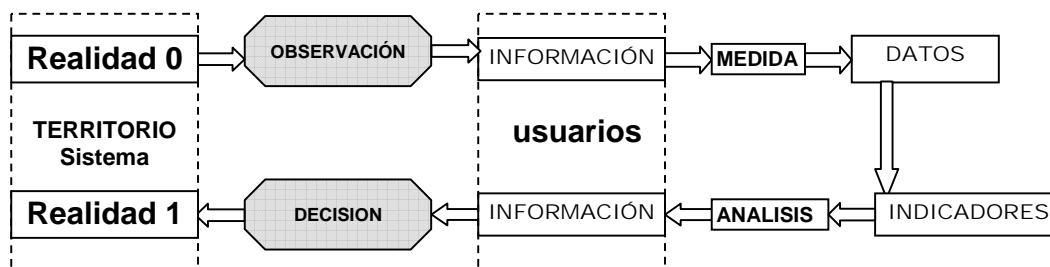 Realidad 0
OBSERVACIÓN
INFORMACIÓN
MEDIDA
DATOS
TERRITORIO
Sistema
usuarios
Realidad 1
DECISION
INFORMACIÓN
ANALISIS
INDICADORES